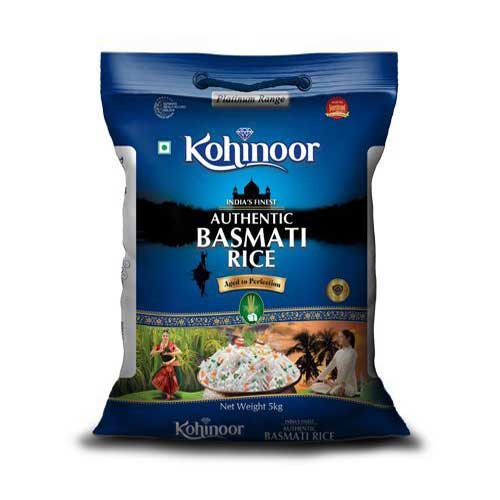 Platinum Range
Kohinoor
INDIA'S FINEST
AUTHENTIC
BASMATI
RICE
Aged to Perfection
Net Weight 5kg
Kohinoor
INDIA'S FINEST
AUTHENTIC
BASMATI RICE